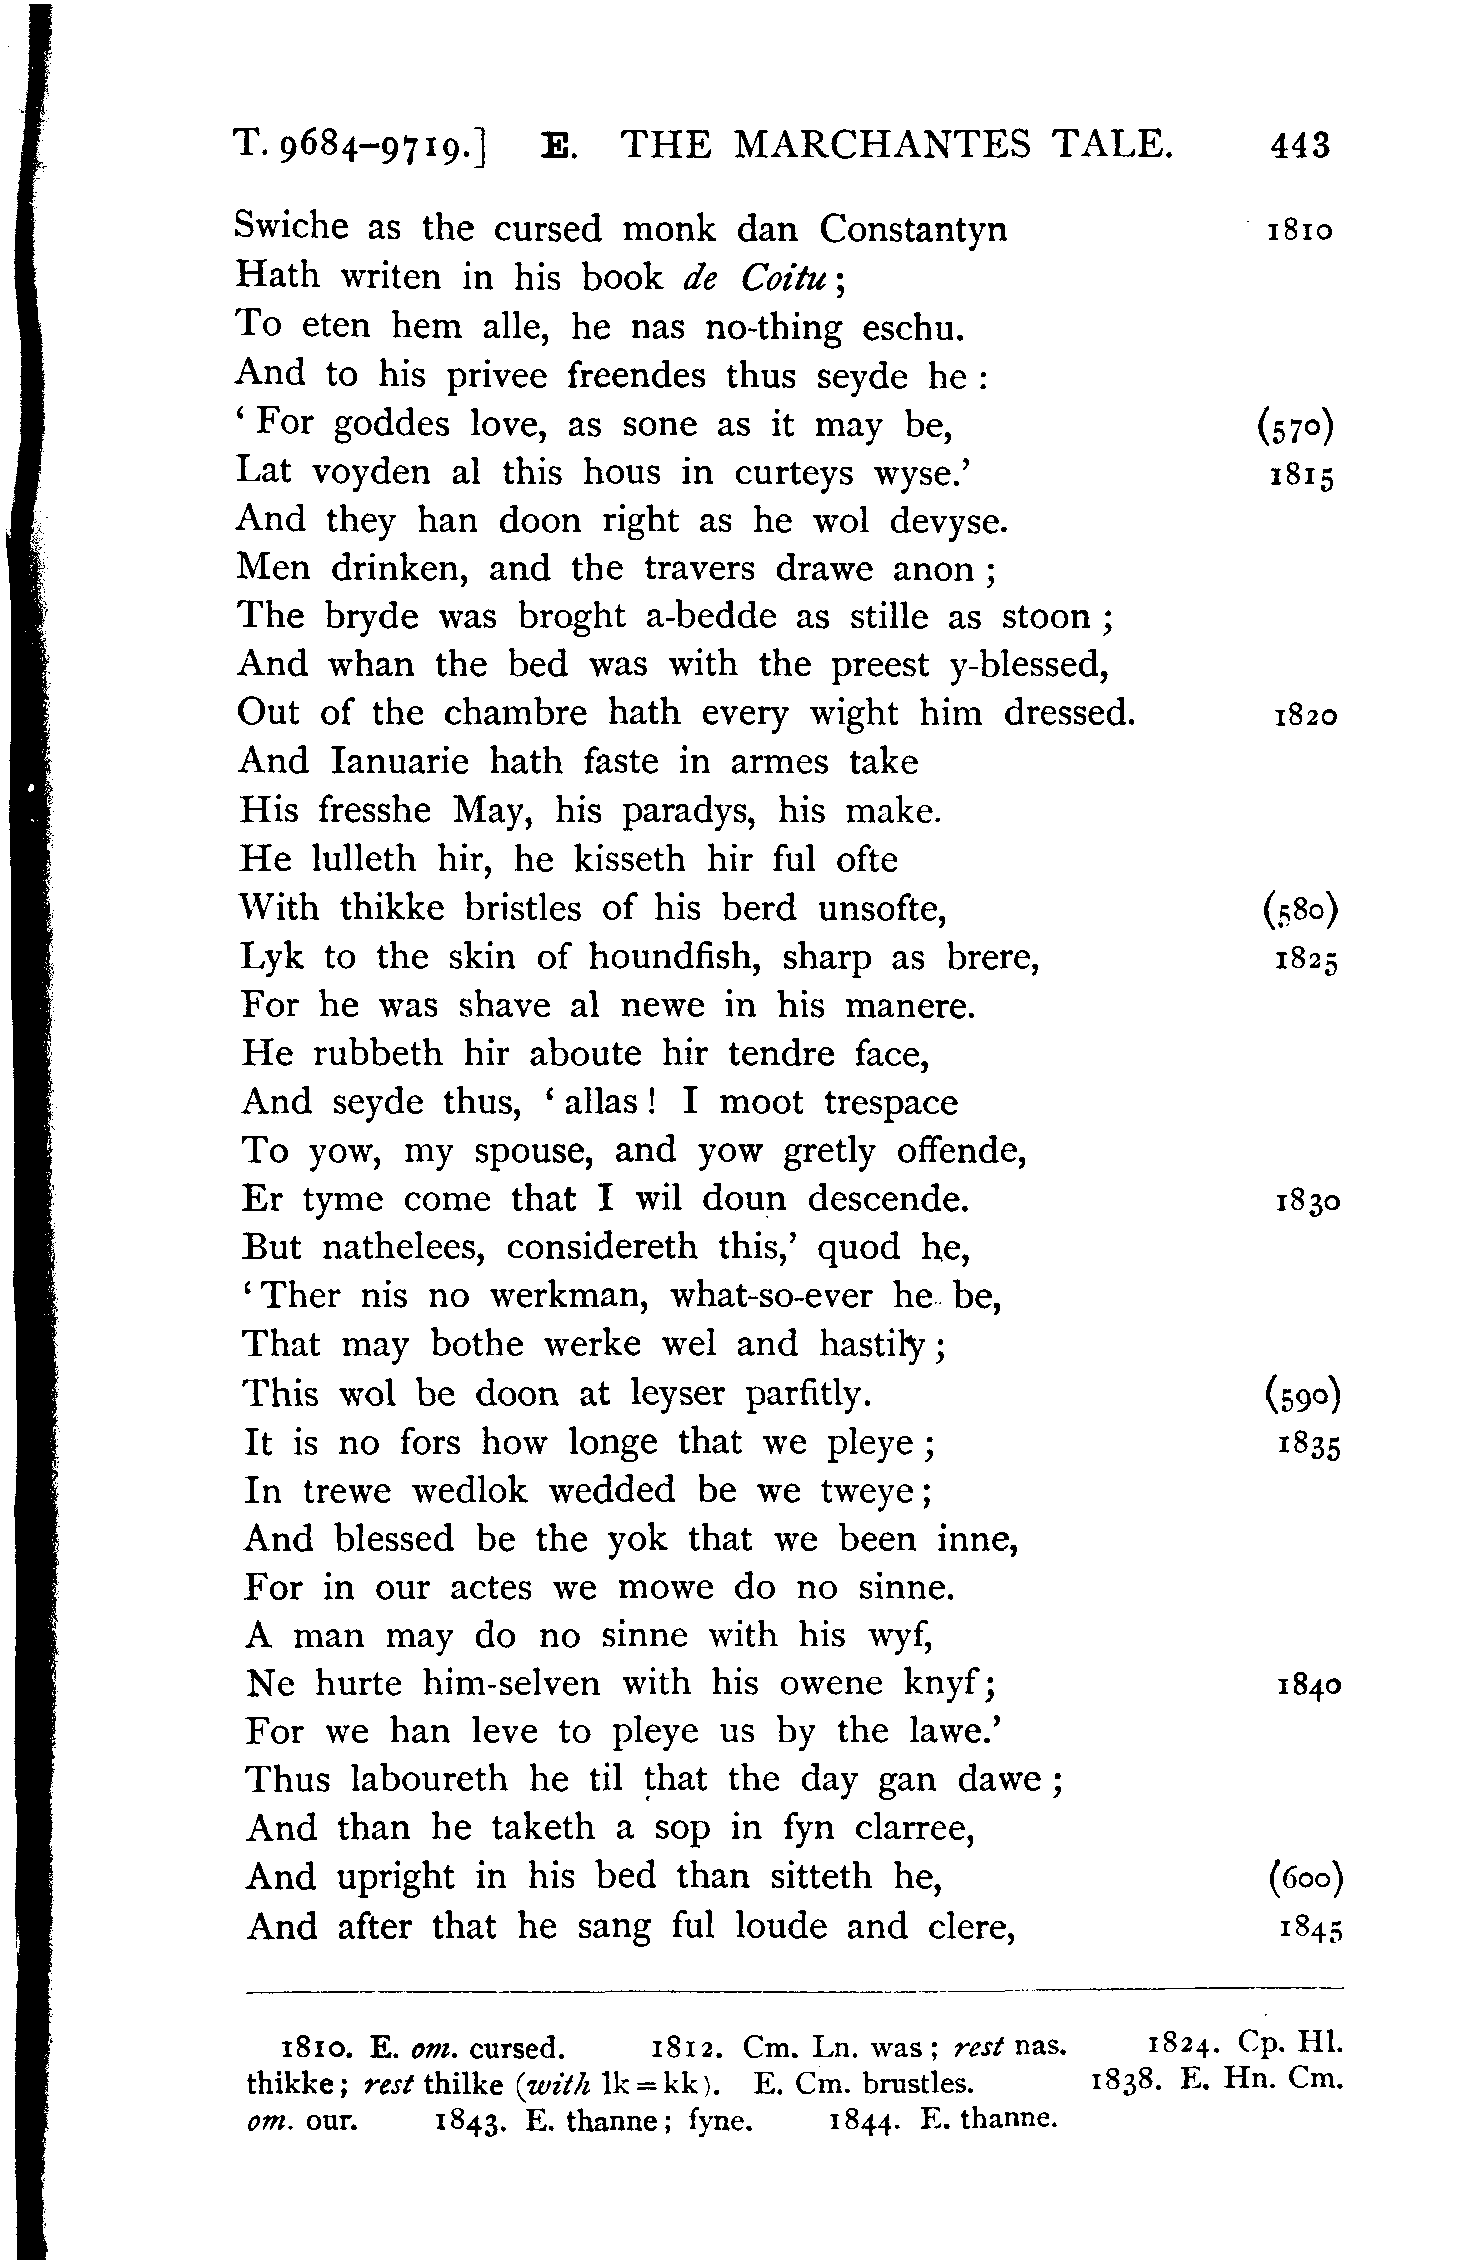 T. 9684–9719.] E. THE MARCHANTES TALE. 443
Swiche as the cursed monk dan Constantyn 1810
Hath writen in his book de Coitu;
To eten hem alle, he nas no-thing eschu.
And to his privee freendes thus seyde he:
‘For goddes love, as sone as it may be, (570)
Lat voyden al this hous in curteys wyse.’ 1815
And they han doon right as he wol devyse.
Men drinken, and the travers drawe anon;
The bryde was broght a-bedde as stille as stoon;
And whan the bed was with the preest y-blessed,
Out of the chambre hath every wight him dressed. 1820
And Ianuarie hath faste in armes take
His fresshe May, his paradys, his make.
He lulleth hir, he kisseth hir ful ofte
With thikke bristles of his berd unsofte, (580)
Lyk to the skin of houndfish, sharp as brere, 1825
For he was shave al newe in his manere.
He rubbeth hir aboute hir tendre face,
And seyde thus, ‘allas! I moot trespace
To yow, my spouse, and yow gretly offende,
Er tyme come that I wil doun descende. 1830
But nathelees, considereth this,’ quod he,
‘Ther nis no werkman, what-so-ever he be,
That may bothe werke wel and hastily;
This wol be doon at leyser parfitly. (590)
It is no fors how longe that we pleye; 1835
In trewe wedlok wedded be we tweye;
And blessed be the yok that we been inne,
For in our actes we mowe do no sinne.
A man may do no sinne with his wyf,
Ne hurte him-selven with his owene knyf; 1840
For we han leve to pleye us by the lawe.’
Thus laboureth he til that the day gan dawe;
And than he taketh a sop in fyn clarree,
And upright in his bed than sitteth he, (600)
And after that he sang ful loude and clere, 1845
1810. E. om. cursed. 1812. Cm. Ln. was; rest nas. 1824. Cp. Hl.
thikke; rest thilke (with lk = kk). E. Cm. brustles. 1838. E. Hn. Cm.
om. our. 1843. E. thanne; fyne. 1844. E. thanne.